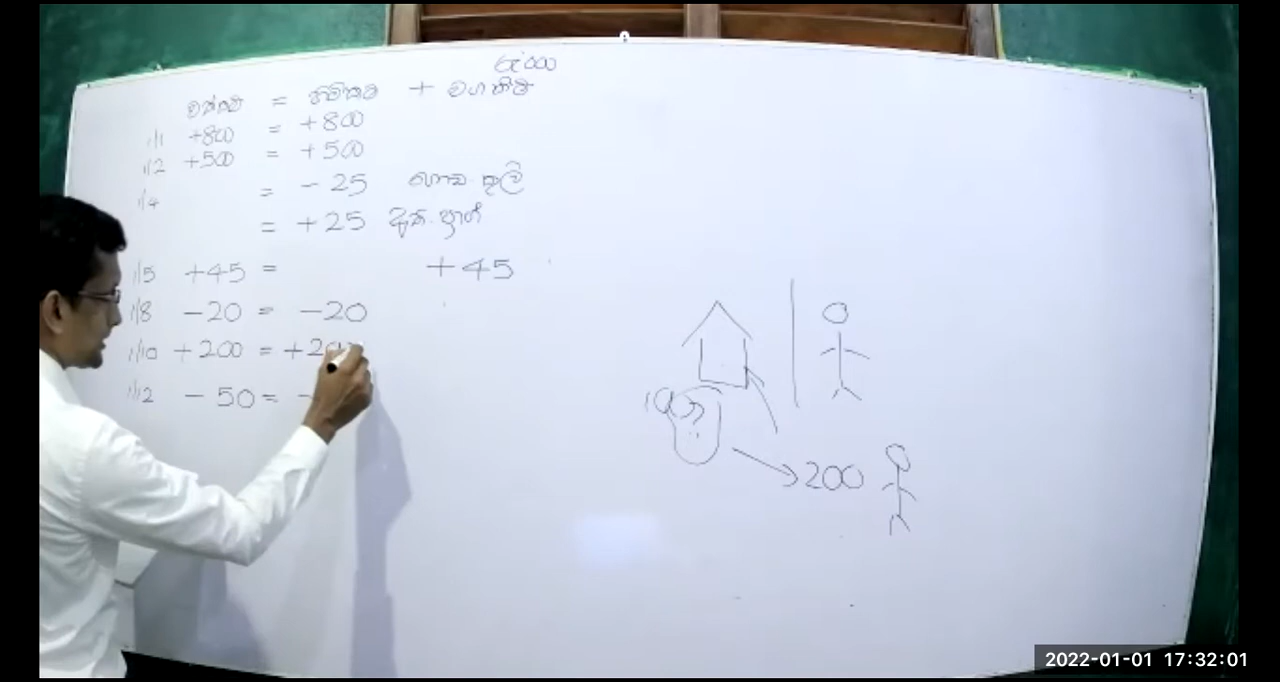 රු:000
වත්කම් = හිමිකම + වගකීම්
1/1 +800 = +800
1/2 +500 = +500
1/4 = -25 ගොඩ කුලී
= +25
1/5 +45 = +45
1/8 -20 = -20
1/10 +200 = +200
1/12 -50 = -
200
2022-01-01 17:32:01